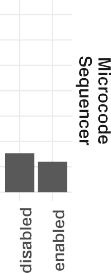 Microcode
Sequencer
disabled
enabled